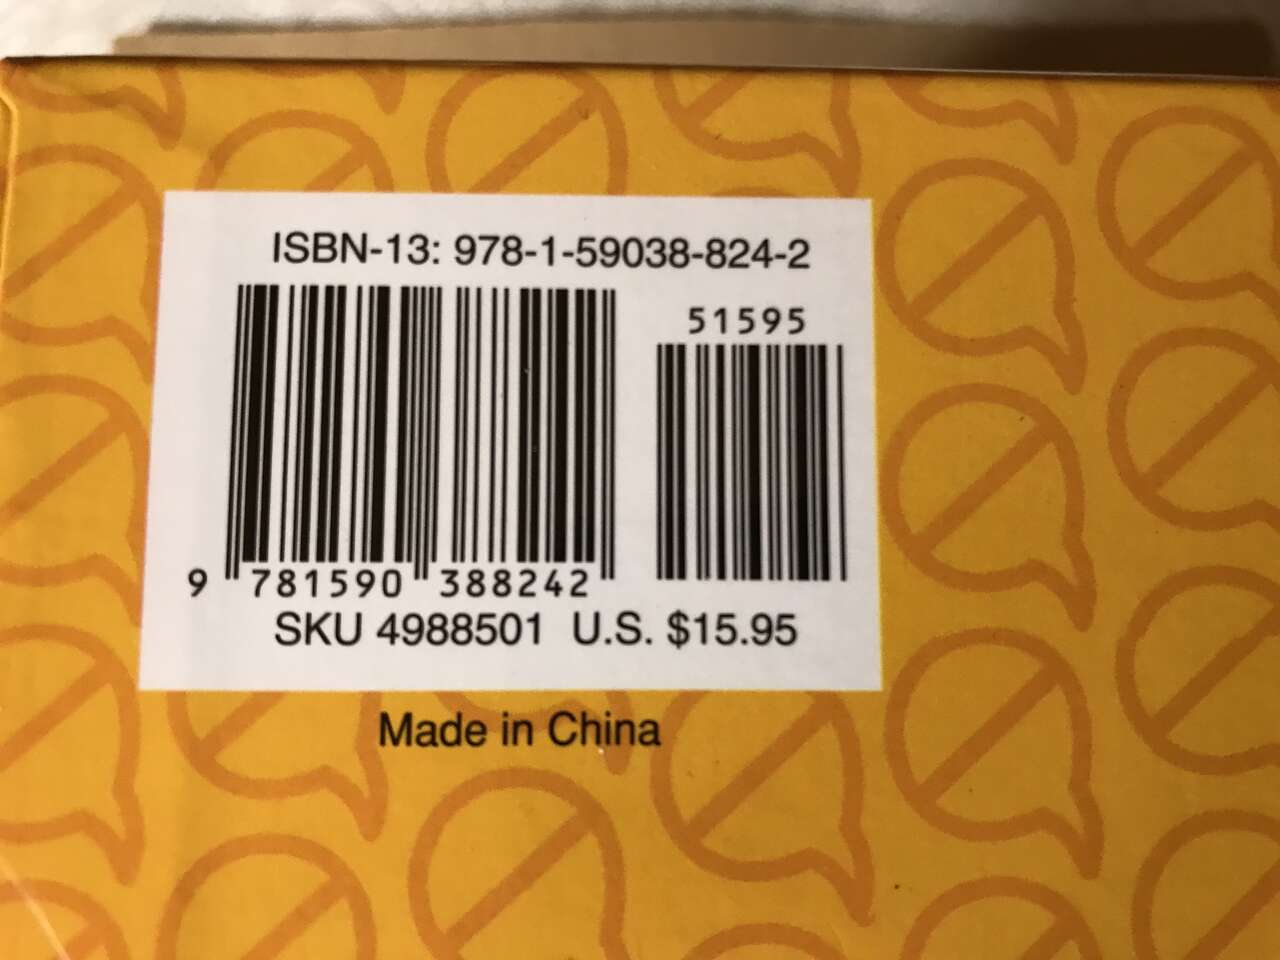 ISBN-13: 978-1-59038-824-2
51595
9 781590 388242
SKU 4988501 U.S. $15.95
Made in China